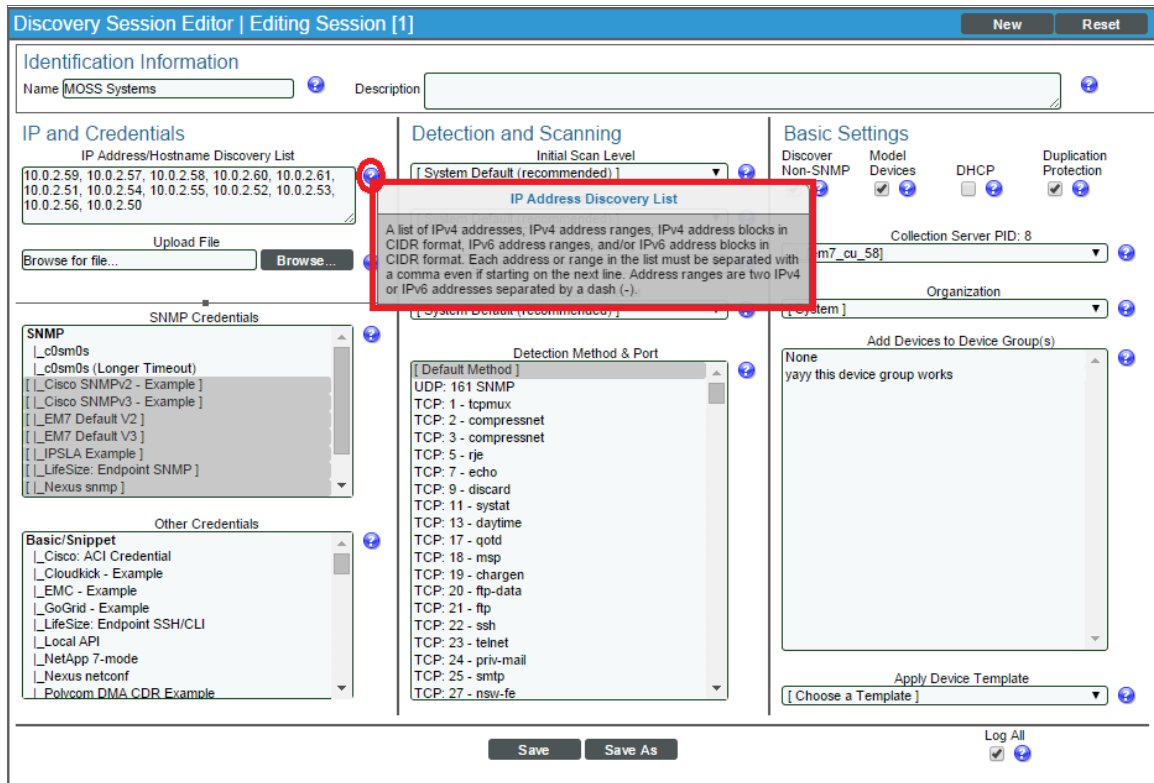 Discovery Session Editor | Editing Session [1]
New
Reset
Identification Information
Name
MOSS Systems
Description
IP and Credentials
IP Address/Hostname Discovery List
10.0.2.59, 10.0.2.57, 10.0.2.58, 10.0.2.60, 10.0.2.61,
10.0.2.51, 10.0.2.54, 10.0.2.55, 10.0.2.52, 10.0.2.53,
10.0.2.56, 10.0.2.50
Upload File
Browse for file...
Browse...
SNMP Credentials
SNMP
|_c0sm0s
|_c0sm0s (Longer Timeout)
[ |_Cisco SNMPv2 - Example ]
[ |_Cisco SNMPv3 - Example ]
[ |_EM7 Default V2 ]
[ |_EM7 Default V3 ]
[ |_IPSLA Example ]
[ |_LifeSize: Endpoint SNMP ]
[ |_Nexus snmp ]
Other Credentials
Basic/Snippet
|_Cisco: ACI Credential
|_Cloudkick - Example
|_EMC - Example
|_GoGrid - Example
|_LifeSize: Endpoint SSH/CLI
|_Local API
|_NetApp 7-mode
|_Nexus netconf
|_Polycom DMA CDR Example
Detection and Scanning
Initial Scan Level
[ System Default (recommended) ]
IP Address Discovery List
A list of IPv4 addresses, IPv4 address ranges, IPv4 address blocks in
CIDR format, IPv6 address ranges, and/or IPv6 address blocks in
CIDR format. Each address or range in the list must be separated with
a comma even if starting on the next line. Address ranges are two IPv4
or IPv6 addresses separated by a dash (-).
[ System Default (recommended) ]
Detection Method & Port
[ Default Method ]
UDP: 161 SNMP
TCP: 1 - tcpmux
TCP: 2 - compressnet
TCP: 3 - compressnet
TCP: 5 - rje
TCP: 7 - echo
TCP: 9 - discard
TCP: 11 - systat
TCP: 13 - daytime
TCP: 17 - qotd
TCP: 18 - msp
TCP: 19 - chargen
TCP: 20 - ftp-data
TCP: 21 - ftp
TCP: 22 - ssh
TCP: 23 - telnet
TCP: 24 - priv-mail
TCP: 25 - smtp
TCP: 27 - nsw-fe
Basic Settings
Discover
Non-SNMP
Model
Devices
DHCP
Duplication
Protection
Collection Server PID: 8
em7_cu_58]
Organization
[ System ]
Add Devices to Device Group(s)
None
yayy this device group works
Apply Device Template
[ Choose a Template ]
Save
Save As
Log All